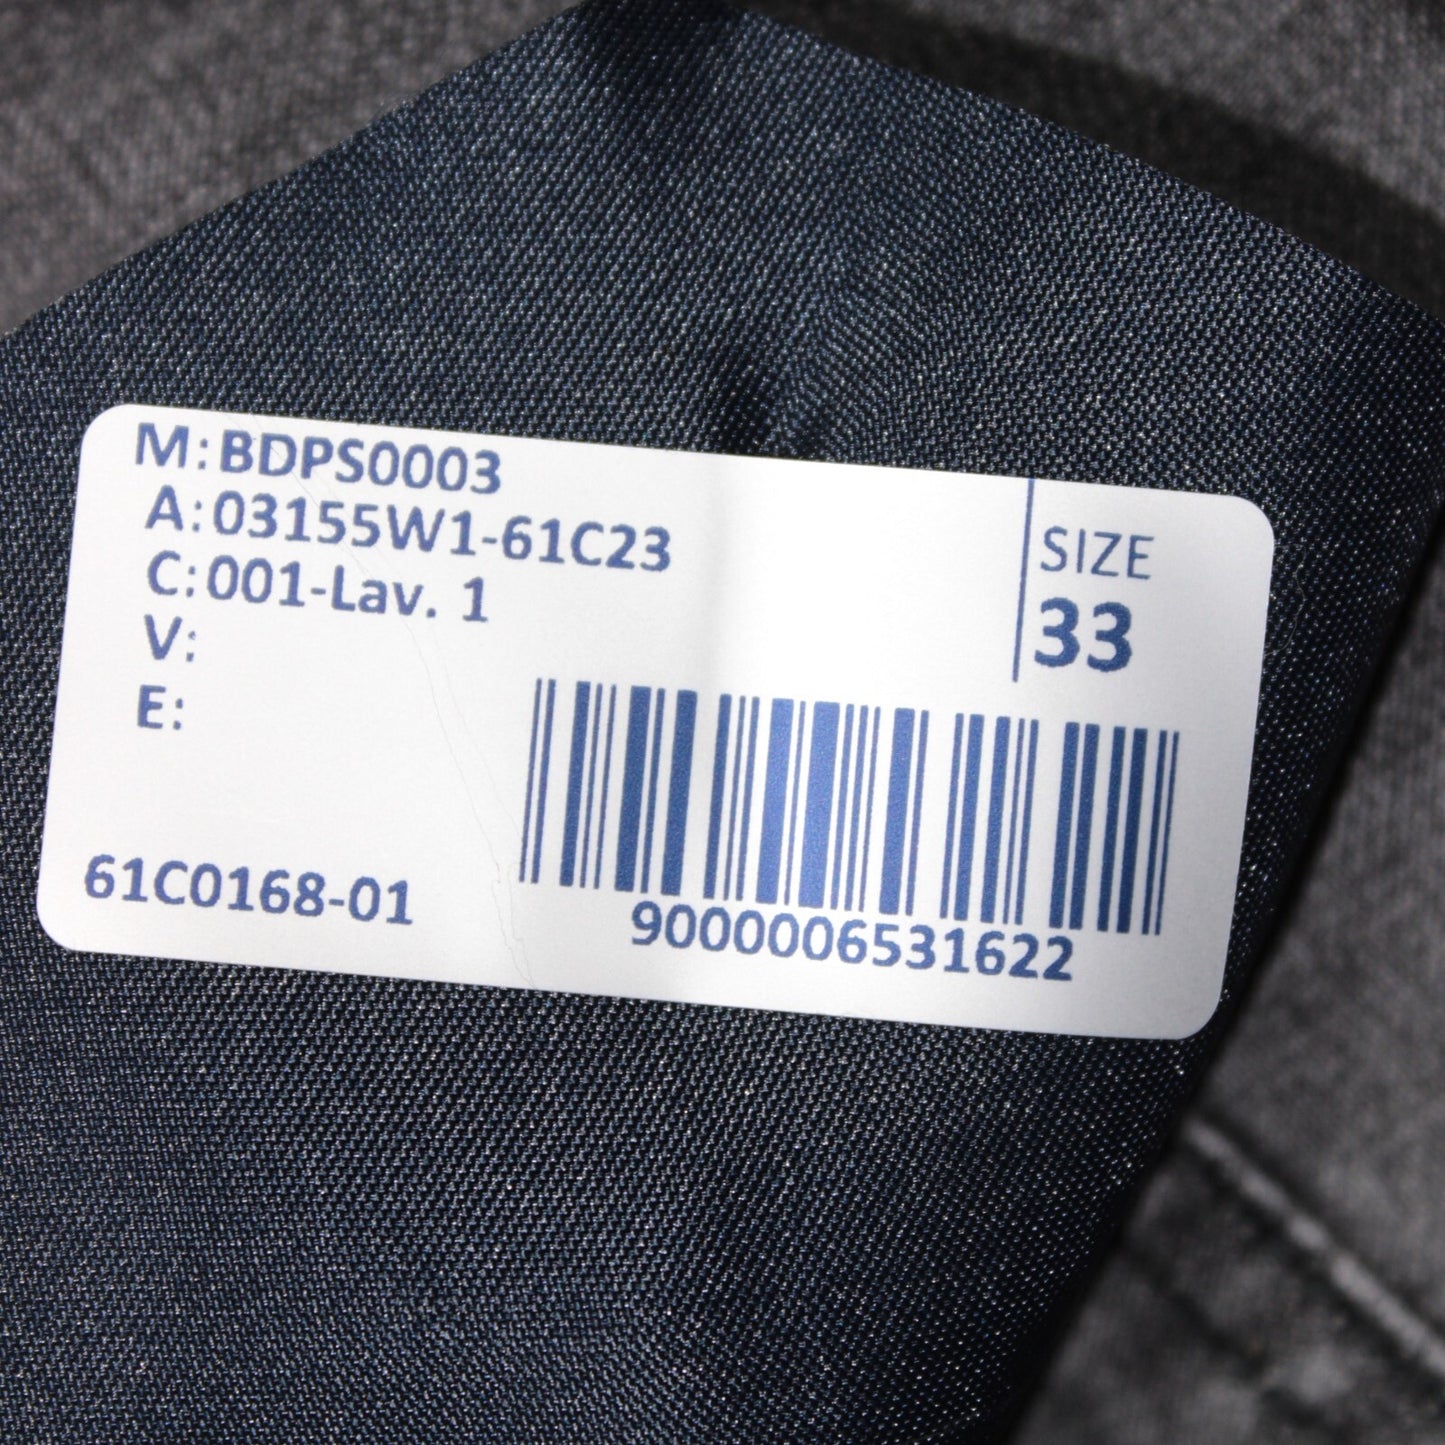 M: BDPS0003
A: 03155W1-61C23
C: 001-Lav. 1
V:
E:
SIZE
33
61C0168-01
9000006531622